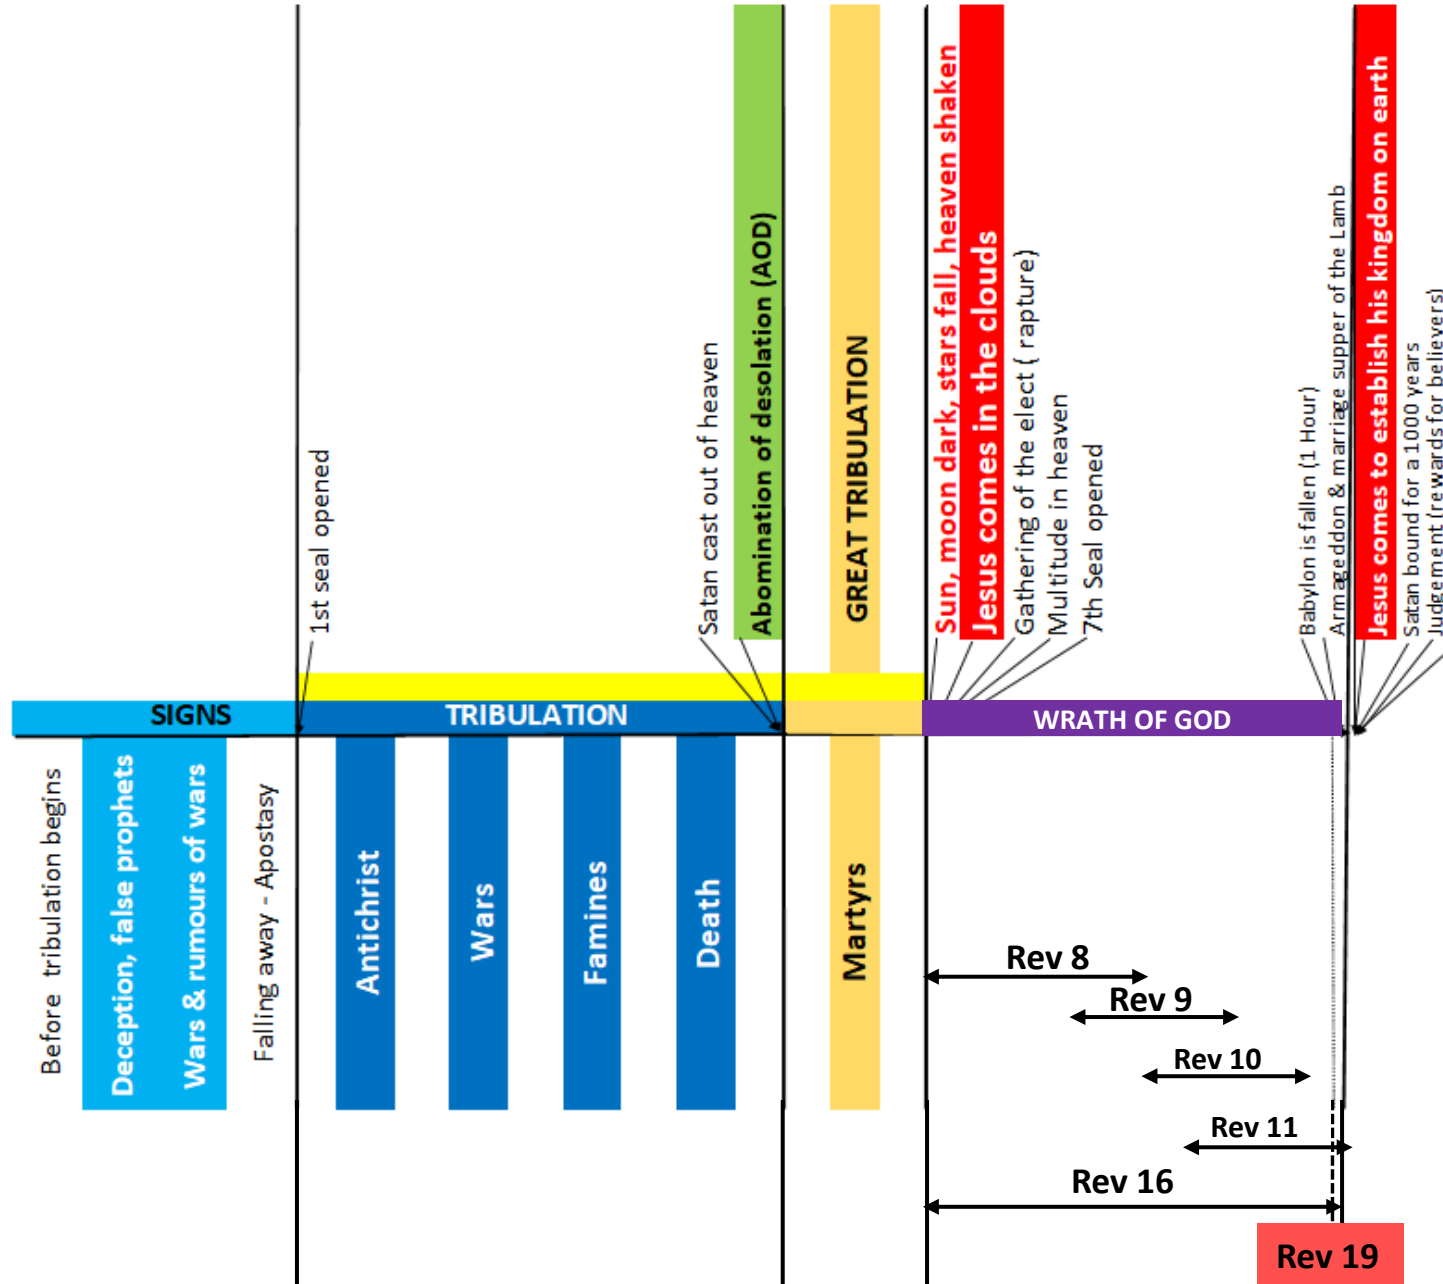 Sun, moon dark, stars fall, heaven shaken
Jesus comes in the clouds
Gathering of the elect ( rapture)
Multitude in heaven
7th Seal opened
1st seal opened
Satan cast out of heaven
Abomination of desolation (AOD)
GREAT TRIBULATION
Babylon is fallen (1 Hour)
Armageddon & marriage supper of the Lamb
Jesus comes to establish his kingdom on earth
Satan bound for a 1000 years
Judgement (rewards for believers)
SIGNS
TRIBULATION
WRATH OF GOD
Before tribulation begins
Deception, false prophets
Wars & rumours of wars
Falling away - Apostasy
Antichrist
Wars
Famines
Death
Martyrs
Rev 8
Rev 9
Rev 10
Rev 11
Rev 16
Rev 19